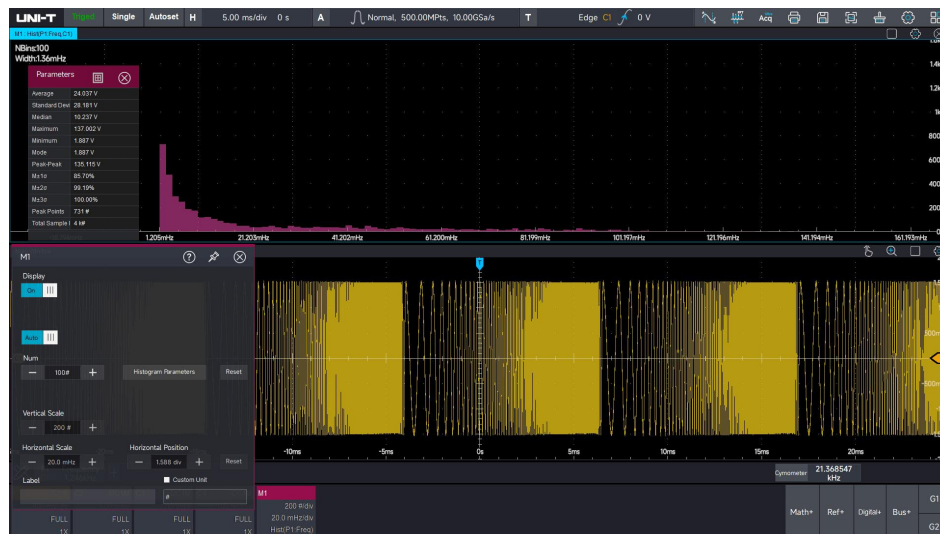 UNI-T Triged Single Autoset H 5.00 ms/div 0 s A Normal, 500.00MPts, 10.00GSa/s T Edge C1 0 V Acq
M1 : Hist(P1:Freq,C1)
NBins:100
Width:1.36mHz
Parameters
Average 24.037 V
Standard Devi 28.181 V
Median 10.237 V
Maximum 137.002 V
Minimum 1.887 V
Mode 1.887 V
Peak-Peak 135.115 V
M±1σ 85.70%
M±2σ 99.19%
M±3σ 100.00%
Peak Points 731 #
Total Sample I 4 k#
1.4k
1.2k
1k
800
600
400
200
0
1.205mHz 21.203mHz 41.202mHz 61.200mHz 81.199mHz 101.197mHz 121.196mHz 141.194mHz 161.193mHz
M1 ?
Display
On
Auto
Num
− 100# + Histogram Parameters Reset
Vertical Scale
− 200 # +
Horizontal Scale Horizontal Position
− 20.0 mHz + − 1.588 div + Reset
Label Custom Unit
#
T
500m
-500m
-10ms -5ms 0s 5ms 10ms 15ms 20ms
Cymometer 21.368547 kHz
FULL FULL FULL FULL
1X 1X 1X 1X
M1
200 #/div
20.0 mHz/div
Hist(P1:Freq)
Math+ Ref+ Digital+ Bus+
G1
G2